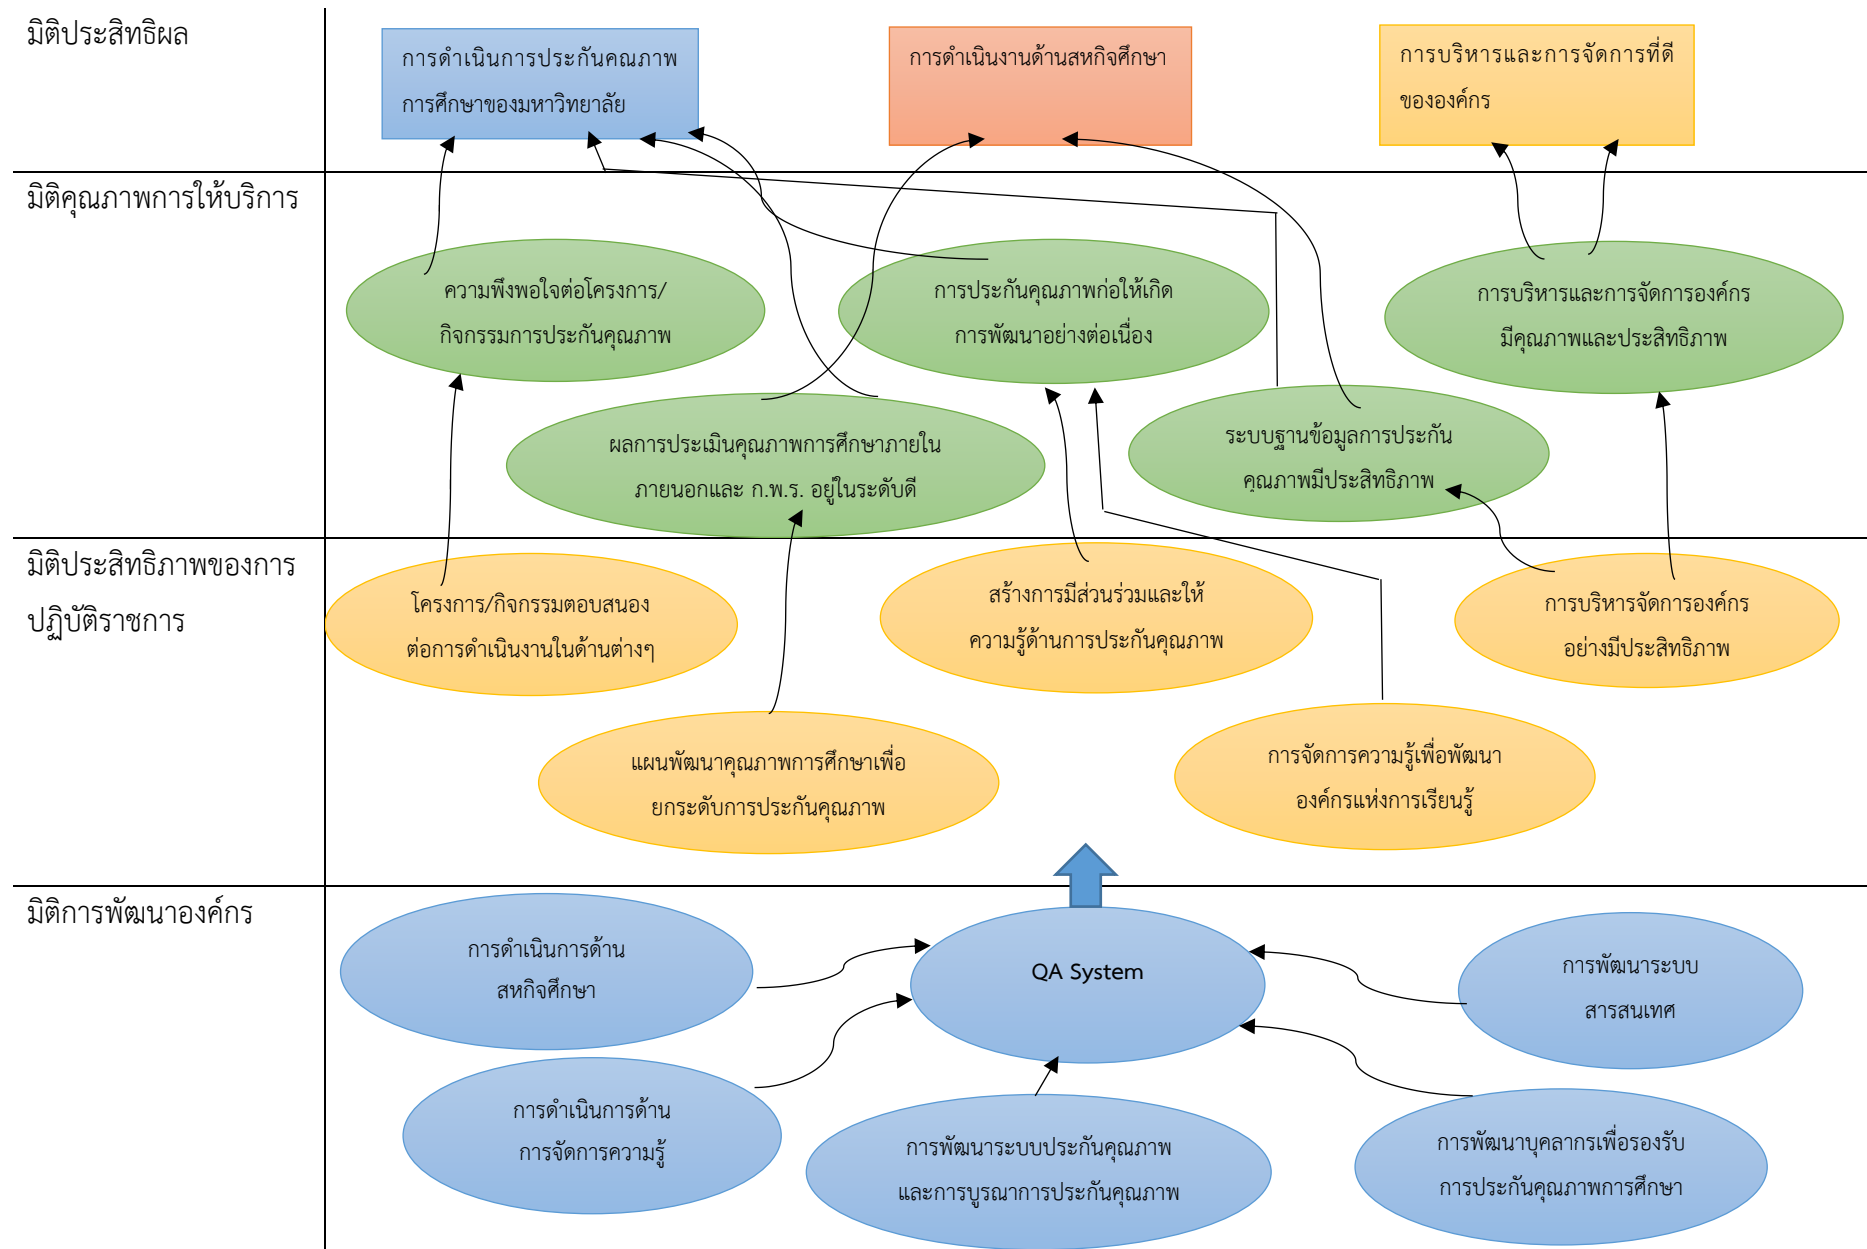 มิติประสิทธิผล
การดำเนินการประกันคณภาพ
การศึกษาของมหาวิทยาลัย
การดำเนินงานด้านสหกิจศึกษา
การบริหารและการจัดการที่ดี
ขององค์กร
มิติคุณภาพการให้บริการ
ความพึงพอใจต่อโครงการ/
กิจกรรมการประกันคุณภาพ
การประกันคุณภาพก่อให้เกิด
การพัฒนาอย่างต่อเนื่อง
การบริหารและการจัดการองค์กร
มีคุณภาพและประสิทธิภาพ
ผลการประเมินคุณภาพการศึกษาภายใน
ภายนอกและ ก.พ.ร. อยู่ในระดับดี
ระบบฐานข้อมูลการประกัน
คุณภาพมีประสิทธิภาพ
มิติประสิทธิภาพของการ
ปฏิบัติราชการ
โครงการ/กิจกรรมตอบสนอง
ต่อการดำเนินงานในด้านต่างๆ
สร้างการมีส่วนร่วมและให้
ความรู้ด้านการประกันคุณภาพ
การบริหารจัดการองค์กร
อย่างมีประสิทธิภาพ
แผนพัฒนาคุณภาพการศึกษาเพื่อ
ยกระดับการประกันคุณภาพ
การจัดการความรู้เพื่อพัฒนา
องค์กรแห่งการเรียนรู้
มิติการพัฒนาองค์กร
การดำเนินการด้าน
สหกิจศึกษา
QA System
การพัฒนาระบบ
สารสนเทศ
การดำเนินการด้าน
การจัดการความรู้
การพัฒนาระบบประกันคุณภาพ
และการบูรณาการประกันคุณภาพ
การพัฒนาบุคลากรเพื่อรองรับ
การประกันคุณภาพการศึกษา